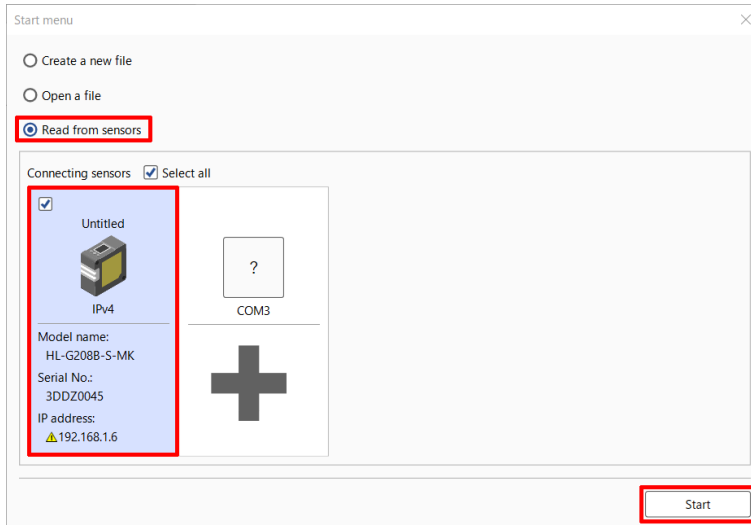 Start menu
Create a new file
Open a file
Read from sensors
Connecting sensors Select all
Untitled
IPv4
Model name:
HL-G208B-S-MK
Serial No.:
3DDZ0045
IP address:
192.168.1.6
?
COM3
Start